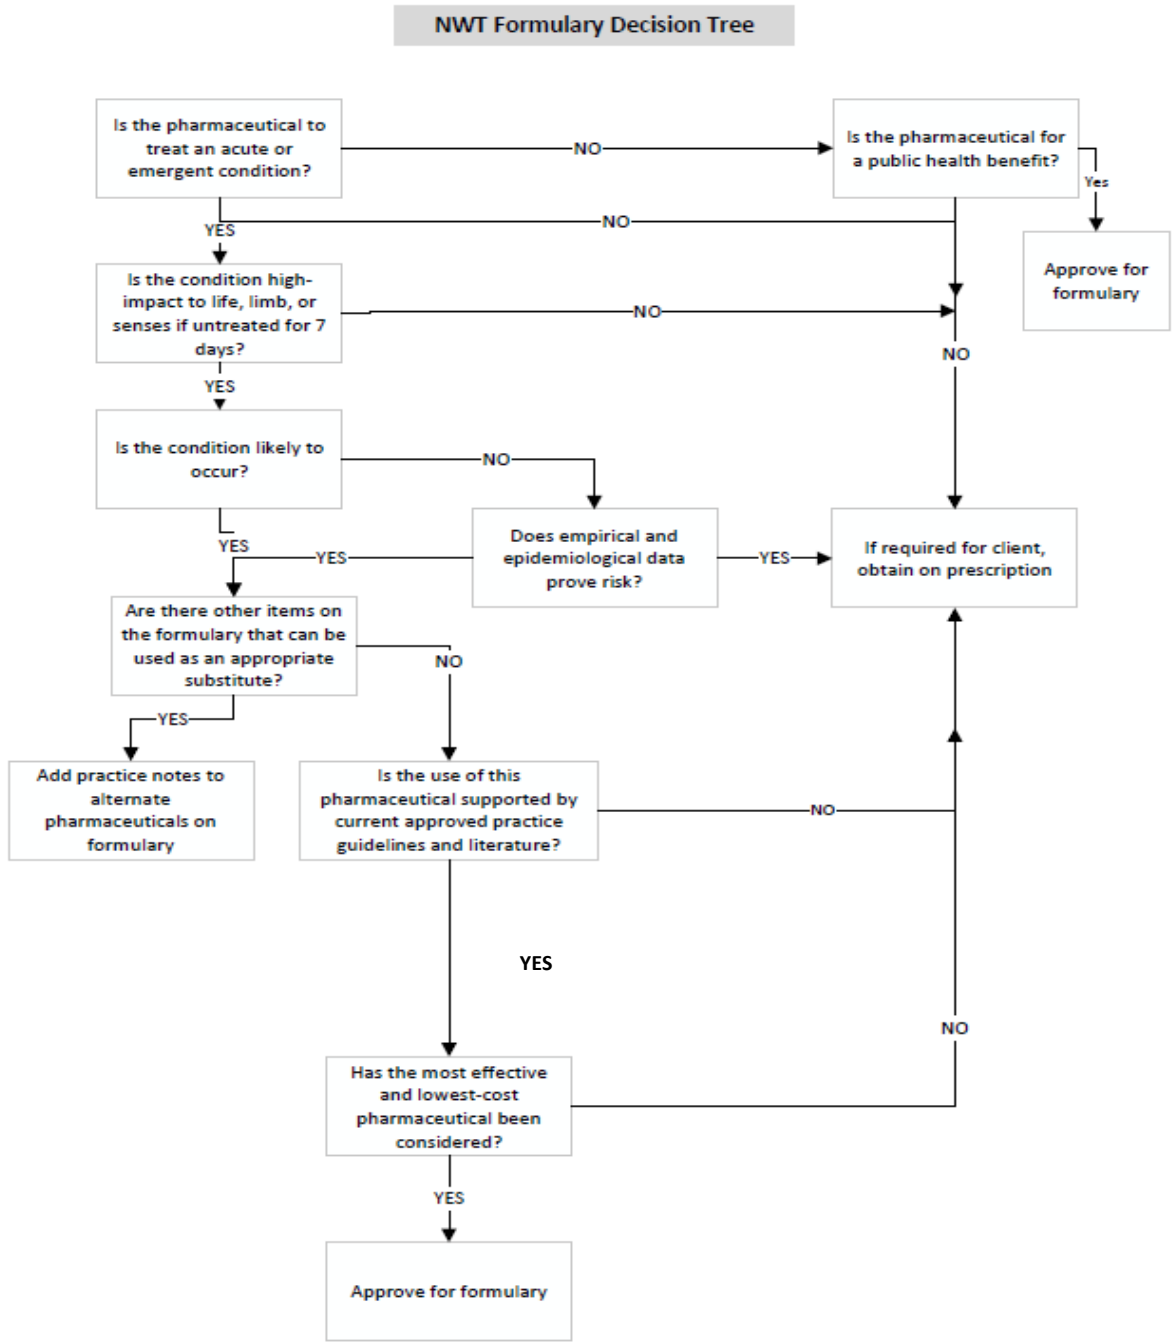 NWT Formulary Decision Tree
Is the pharmaceutical to
treat an acute or
emergent condition?
NO
Is the pharmaceutical for
a public health benefit?
Yes
Approve for
formulary
NO
YES
Is the condition high-
impact to life, limb, or
senses if untreated for 7
days?
NO
NO
YES
Is the condition likely to
occur?
NO
YES
Does empirical and
epidemiological data
prove risk?
YES
YES
If required for client,
obtain on prescription
Are there other items on
the formulary that can be
used as an appropriate
substitute?
NO
YES
Add practice notes to
alternate
pharmaceuticals on
formulary
Is the use of this
pharmaceutical supported by
current approved practice
guidelines and literature?
NO
YES
NO
Has the most effective
and lowest-cost
pharmaceutical been
considered?
YES
Approve for formulary